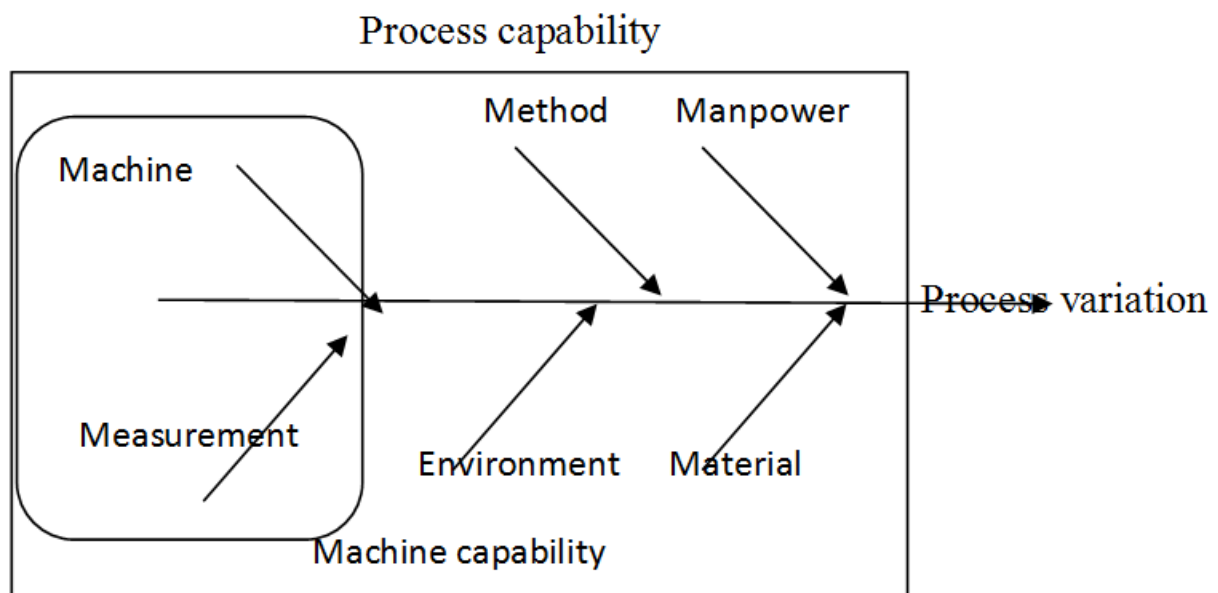 Process capability
Method
Manpower
Machine
Process variation
Measurement
Environment
Material
Machine capability